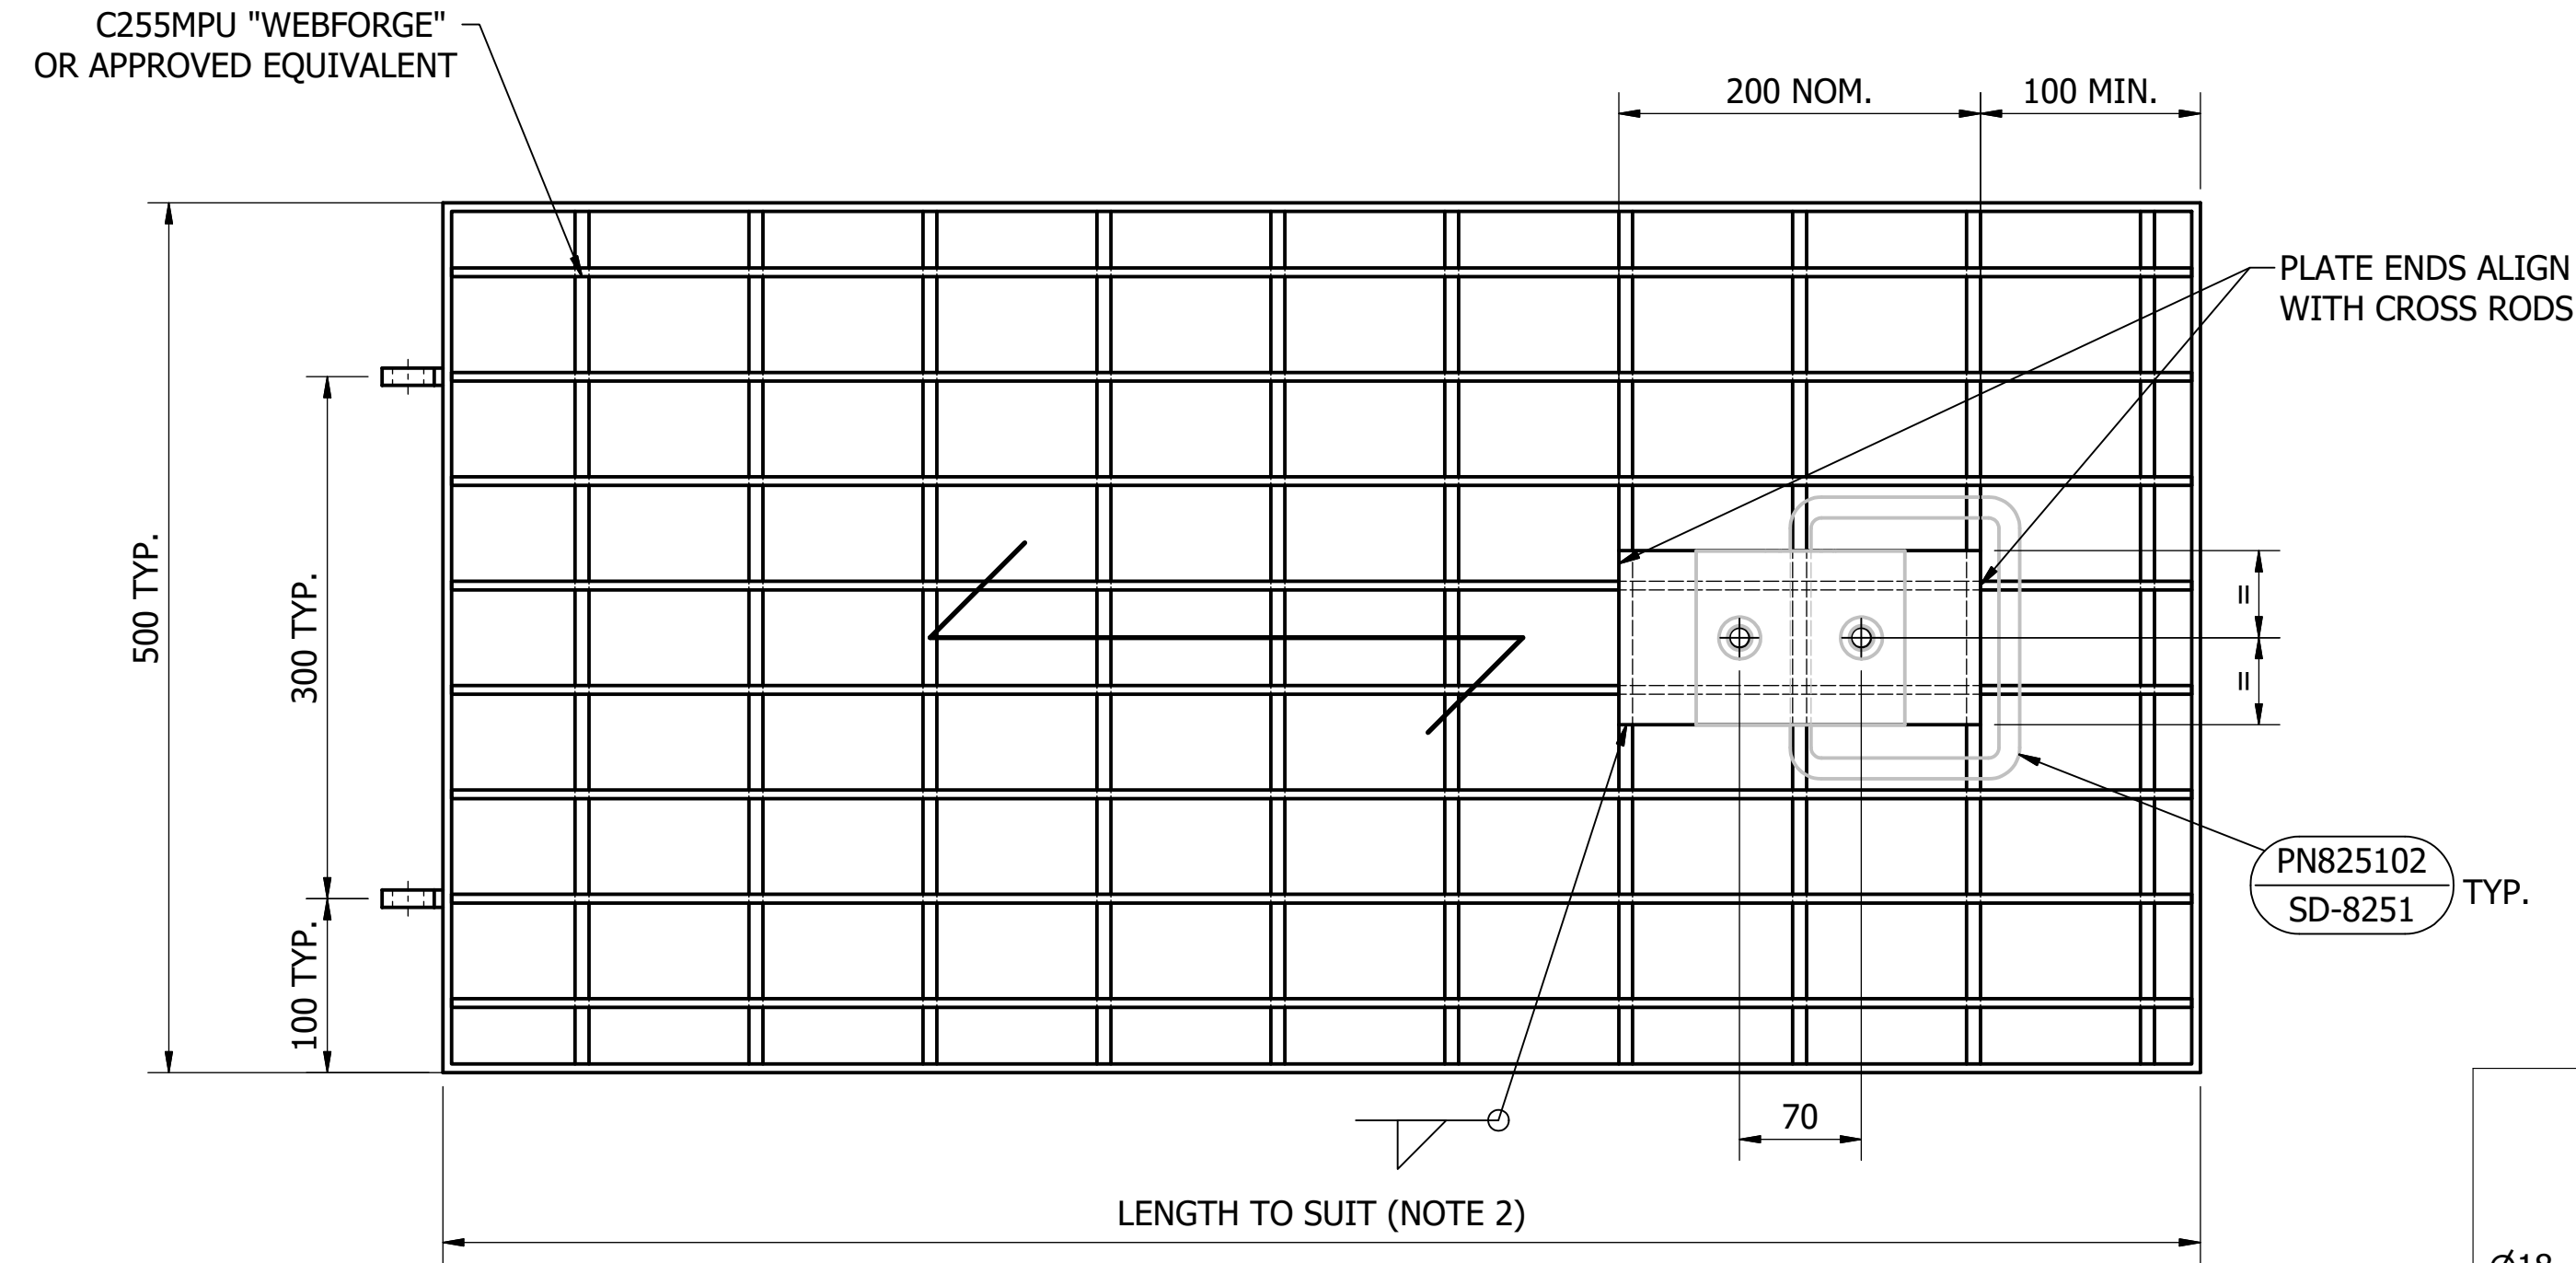 C255MPU "WEBFORGE"
OR APPROVED EQUIVALENT
200 NOM.
100 MIN.
PLATE ENDS ALIGN
WITH CROSS RODS
500 TYP.
300 TYP.
100 TYP.
=
=
PN825102
SD-8251
TYP.
70
LENGTH TO SUIT (NOTE 2)
Ø18